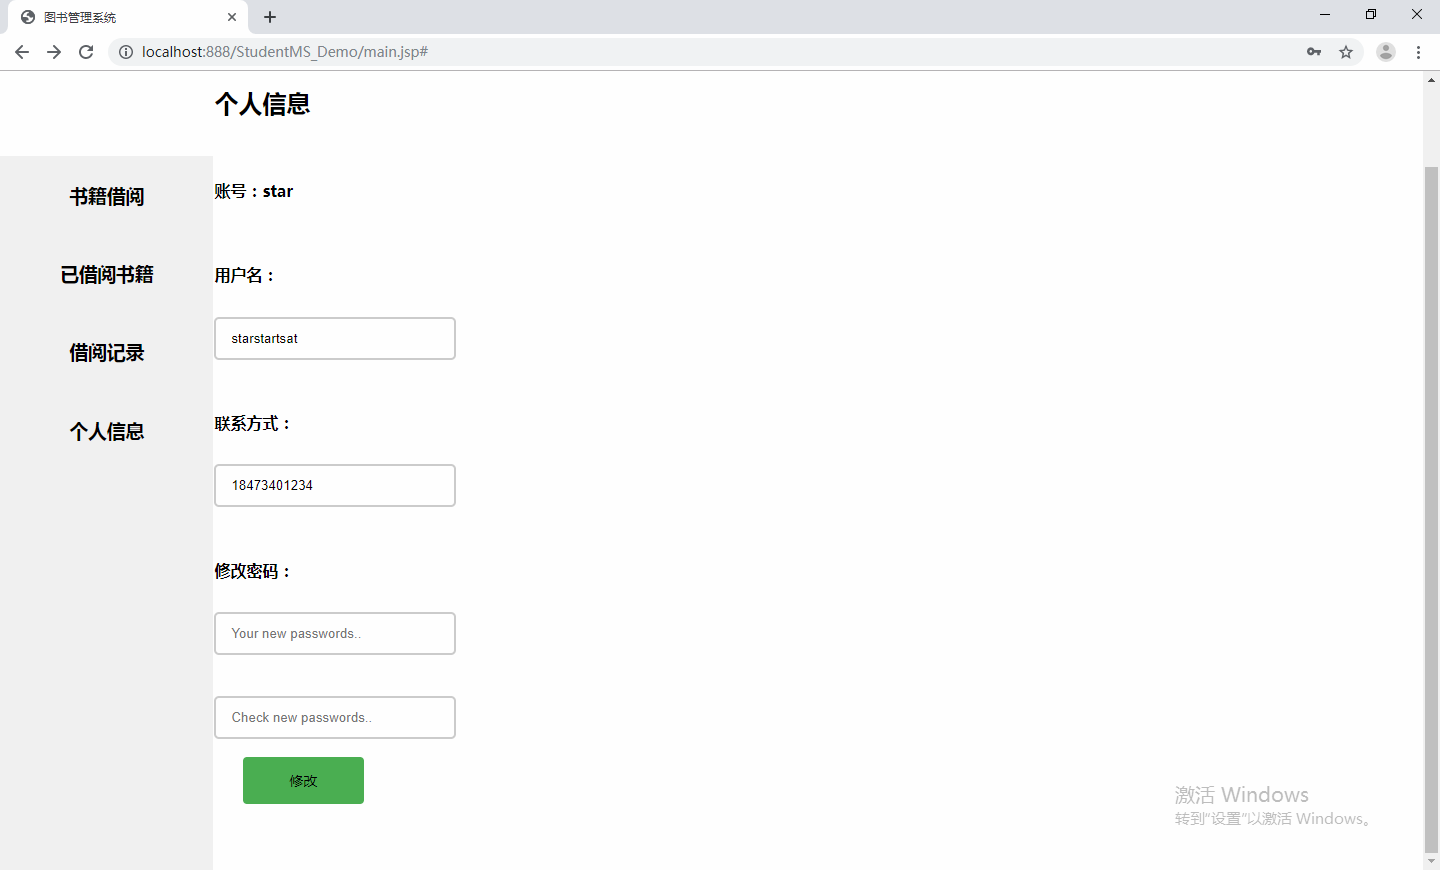 图书管理系统
localhost:888/StudentMS_Demo/main.jsp#
个人信息
书籍借阅
已借阅书籍
借阅记录
个人信息
账号：star
用户名：
starstartsat
联系方式：
18473401234
修改密码：
Your new passwords..
Check new passwords..
修改
激活 Windows
转到"设置"以激活 Windows。